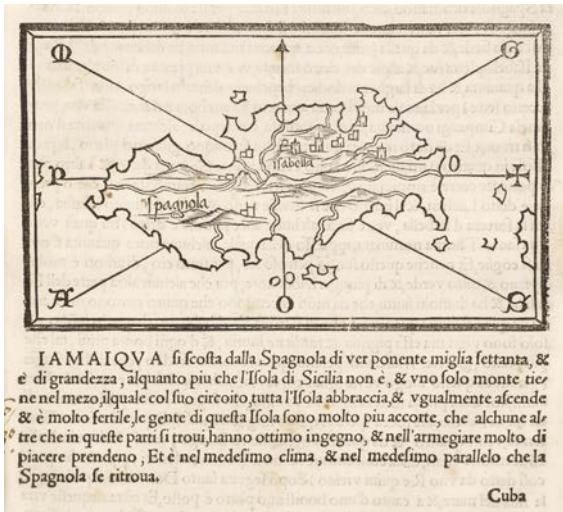 M G
Isabella
P
Spagnola
A O S
IAMAIQVA si scosta dalla Spagnola di ver ponente miglia settanta, &
è di grandezza, alquanto piu che l'Isola di Sicilia non è, & vno solo monte tie=
ne nel mezo, ilquale col suo circoito, tutta l'Isola abbraccia, & vgualmente ascende
& è molto fertile, le gente di questa Isola sono molto piu accorte, che alchune al=
tre che in queste parti si troui, hanno ottimo ingegno, & nell'armegiare molto di
piacere prendeno, Et è nel medesimo clima, & nel medesimo parallelo che la
Spagnola se ritroua.
Cuba